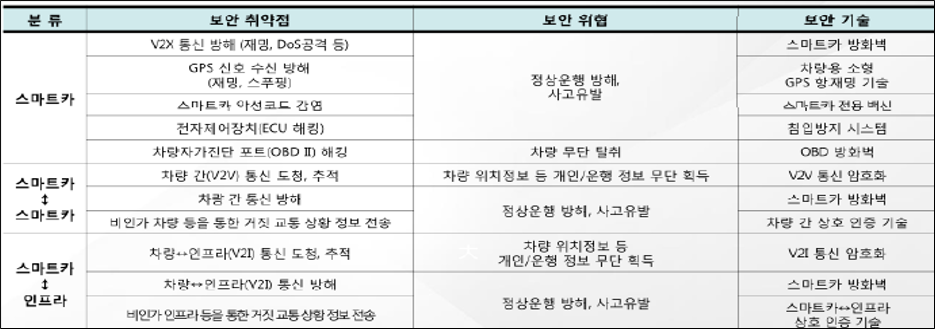 분 류 보안 취약점 보안 위협 보안 기술
스마트카
V2X 통신 방해 (재밍, DoS공격 등)
GPS 신호 수신 방해
(재밍, 스푸핑)
스마트카 악성코드 감염
전자제어장치(ECU 해킹)
정상운행 방해,
사고유발
스마트카 방화벽
차량용 소형
GPS 항재밍 기술
스마트카 전용 백신
침입방지 시스템
차량자가진단 포트(OBD II) 해킹 차량 무단 탈취 OBD 방화벽
스마트카
↕
스마트카
차량 간(V2V) 통신 도청, 추적 차량 위치정보 등 개인/운행 정보 무단 획득 V2V 통신 암호화
차량 간 통신 방해
비인가 차량 등을 통한 거짓 교통 상황 정보 전송
정상운행 방해, 사고유발
스마트카 방화벽
차량 간 상호 인증 기술
스마트카
↕
인프라
차량↔인프라(V2I) 통신 도청, 추적
차량 위치정보 등
개인/운행 정보 무단 획득
V2I 통신 암호화
차량↔인프라(V2I) 통신 방해
비인가 인프라 등을 통한 거짓 교통 상황 정보 전송
정상운행 방해, 사고유발
스마트카 방화벽
스마트카↔인프라
상호 인증 기술